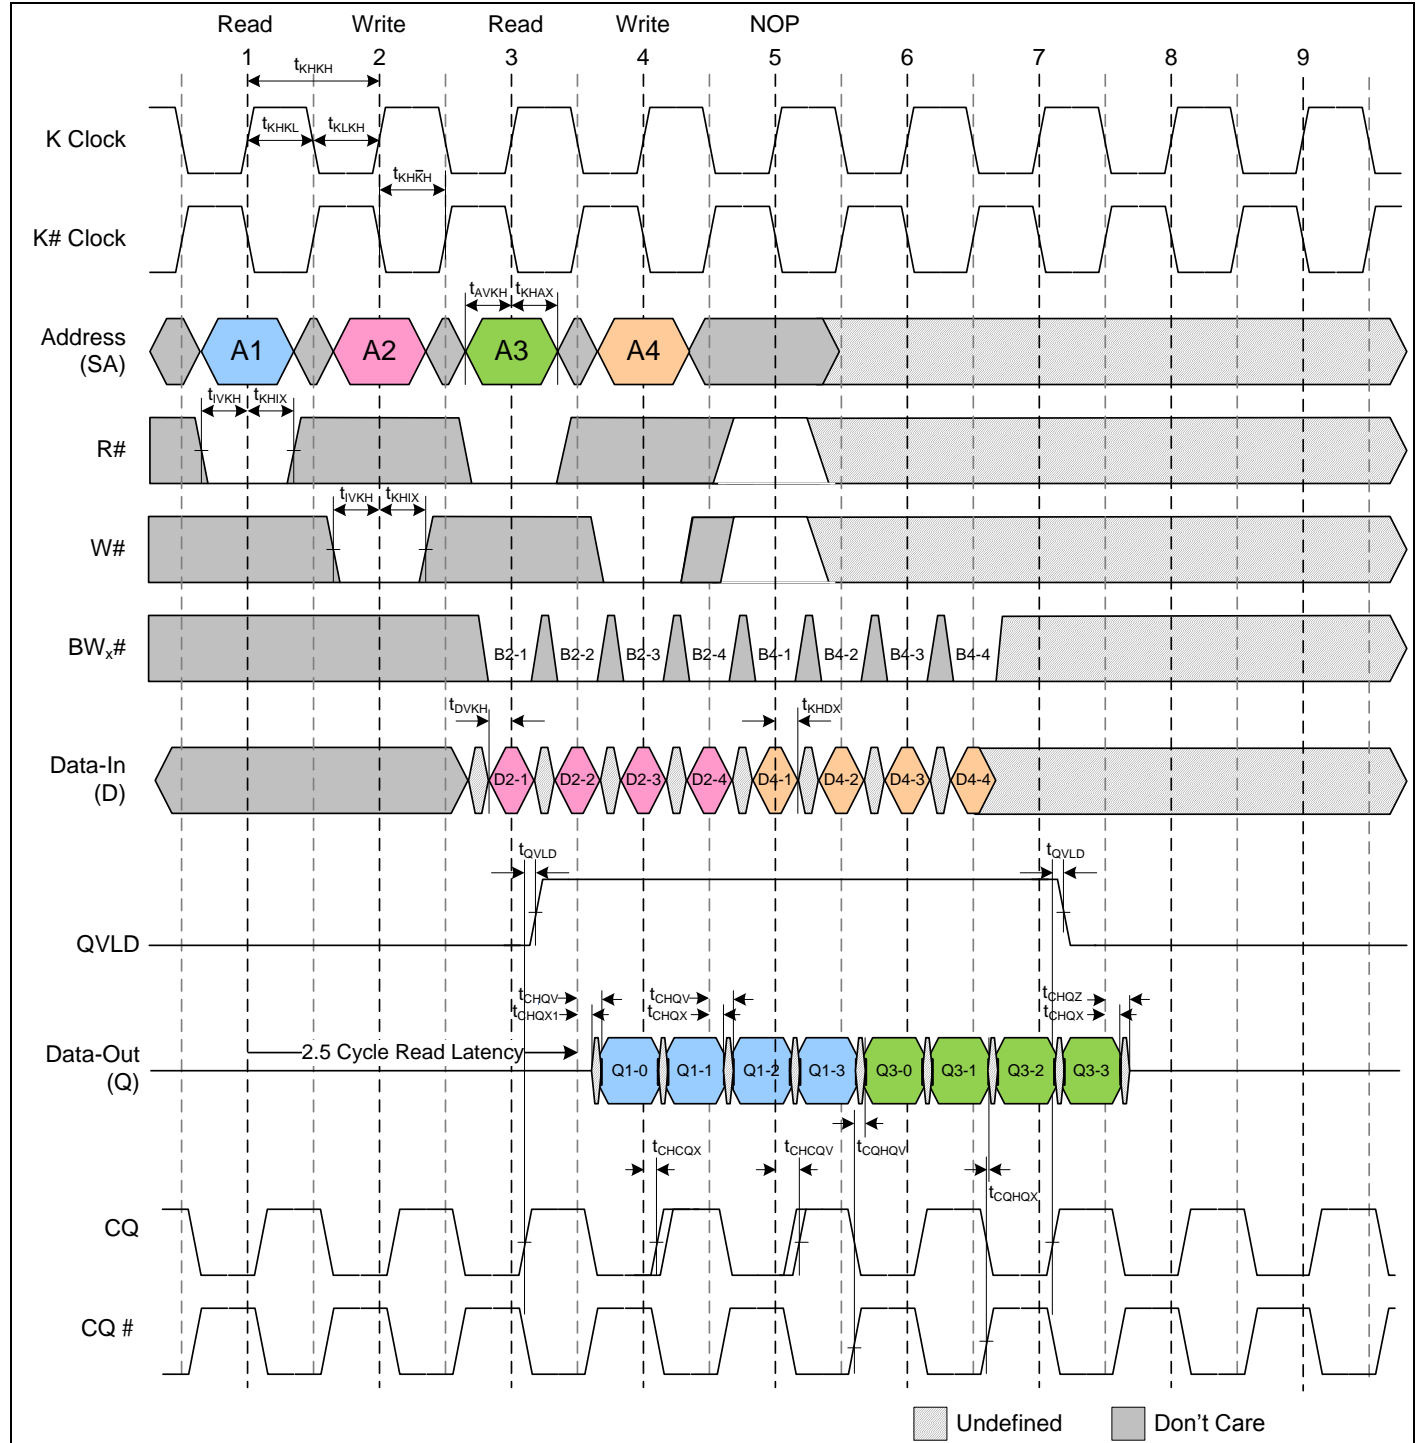 Read Write Read Write NOP
1 2 3 4 5 6 7 8 9
tKHKH
K Clock
tKHKL tKLKH
tKHK̅H
K# Clock
tAVKH tKHAX
Address
(SA)
A1 A2 A3 A4
tIVKH tKHIX
R#
tIVKH tKHIX
W#
BWx#
B2-1 B2-2 B2-3 B2-4 B4-1 B4-2 B4-3 B4-4
tDVKH tKHDX
Data-In
(D)
D2-1 D2-2 D2-3 D2-4 D4-1 D4-2 D4-3 D4-4
tQVLD tQVLD
QVLD
tCHQV tCHQV tCHQZ
tCHQX1 tCHQX tCHQX
Data-Out
(Q)
2.5 Cycle Read Latency
Q1-0 Q1-1 Q1-2 Q1-3 Q3-0 Q3-1 Q3-2 Q3-3
tCHCQX tCHCQV tCQHQV
tCQHQX
CQ
CQ #
Undefined Don't Care